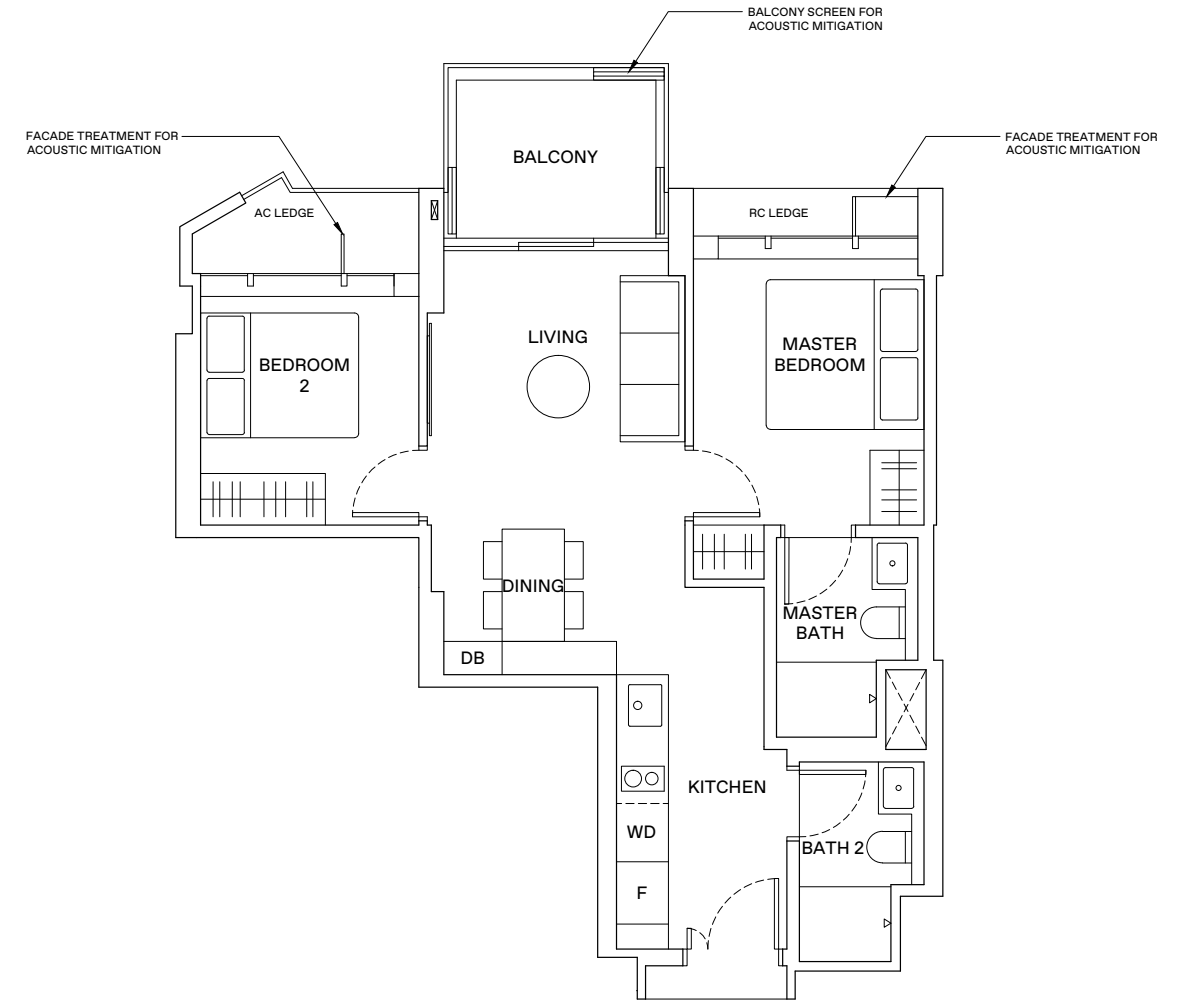 BALCONY SCREEN FOR
ACOUSTIC MITIGATION
FACADE TREATMENT FOR
ACOUSTIC MITIGATION
FACADE TREATMENT FOR
ACOUSTIC MITIGATION
BALCONY
AC LEDGE
RC LEDGE
LIVING
MASTER
BEDROOM
BEDROOM
2
DINING
MASTER
BATH
DB
KITCHEN
WD
BATH 2
F